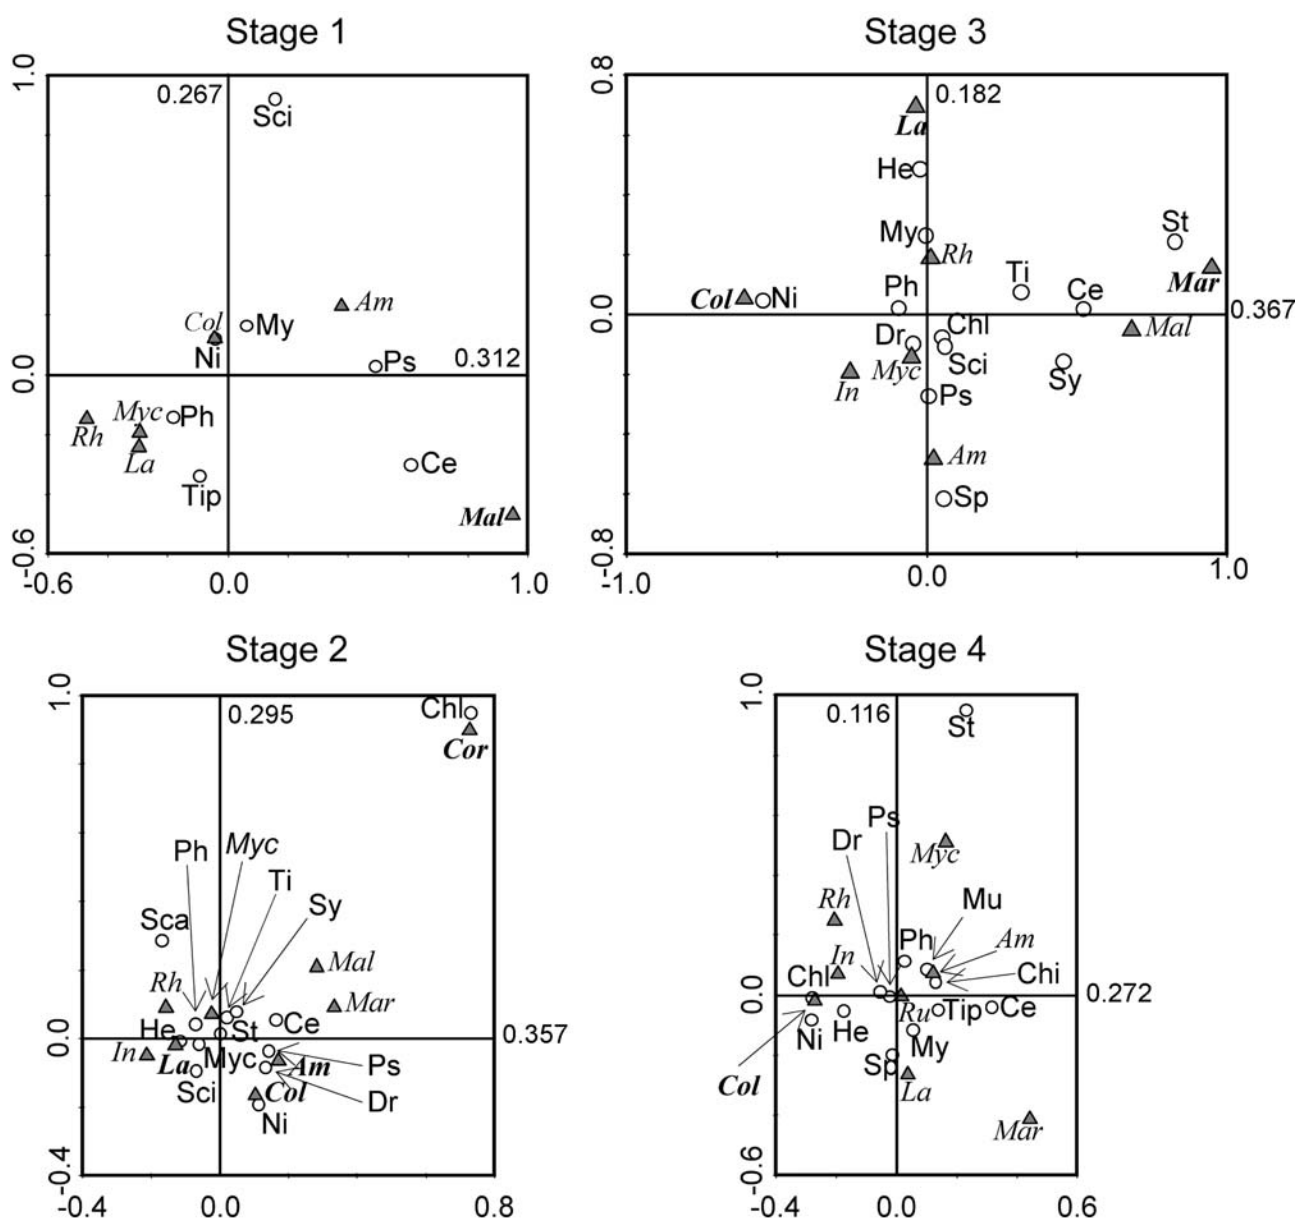 Stage 1
1.0
0.267
Sci
Am
My
Col
Ni
0.312
Ps
0.0
Myc
Ph
Rh
La
Tip
Ce
Mal
-0.6
-0.6
0.0
1.0
Stage 3
0.8
0.182
La
He
My
Rh
St
Mar
Ti
Ce
Ph
Col
Ni
0.0
0.367
Mal
Dr
Chl
Myc
Sci
In
Sy
Ps
Am
Sp
-0.8
-1.0
0.0
1.0
Stage 2
1.0
0.295
Chl
Cor
Ph
Myc
Ti
Sy
Sca
Mal
Rh
Mar
He
St
Ce
0.0
0.357
In
La
Myc
Am
Ps
Sci
Col
Dr
Ni
-0.4
-0.4
0.0
0.8
Stage 4
1.0
0.116
St
Ps
Dr
Myc
Rh
Mu
Ph
Am
In
Chl
Chi
0.0
0.272
Ru
Tip
Ce
Ni
He
My
Sp
Col
La
Mar
-0.6
-0.4
0.0
0.6